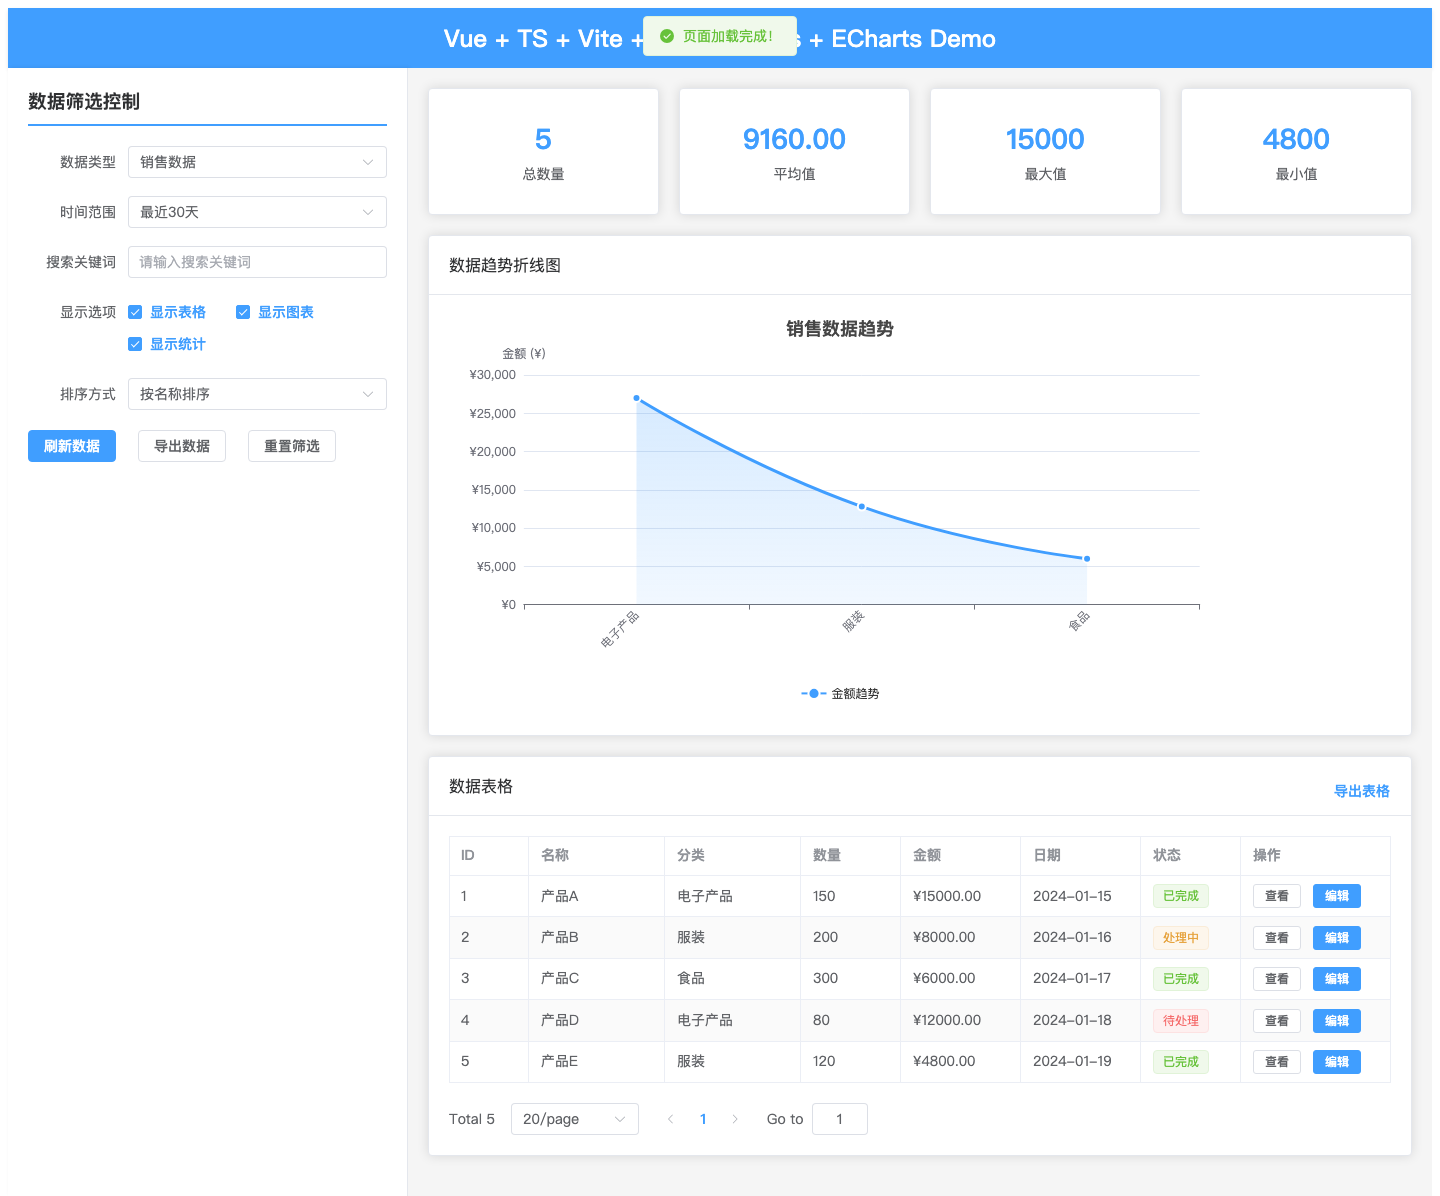 Vue + TS + Vite + s + ECharts Demo
页面加载完成！
数据筛选控制
数据类型 销售数据
时间范围 最近30天
搜索关键词 请输入搜索关键词
显示选项 显示表格 显示图表
显示统计
排序方式 按名称排序
刷新数据 导出数据 重置筛选
5 9160.00 15000 4800
总数量 平均值 最大值 最小值
数据趋势折线图
销售数据趋势
金额 (¥)
¥30,000
¥25,000
¥20,000
¥15,000
¥10,000
¥5,000
¥0
电子产品 服装 食品
金额趋势
数据表格 导出表格
ID 名称 分类 数量 金额 日期 状态 操作
1 产品A 电子产品 150 ¥15000.00 2024-01-15 已完成 查看 编辑
2 产品B 服装 200 ¥8000.00 2024-01-16 处理中 查看 编辑
3 产品C 食品 300 ¥6000.00 2024-01-17 已完成 查看 编辑
4 产品D 电子产品 80 ¥12000.00 2024-01-18 待处理 查看 编辑
5 产品E 服装 120 ¥4800.00 2024-01-19 已完成 查看 编辑
Total 5 20/page 1 Go to 1